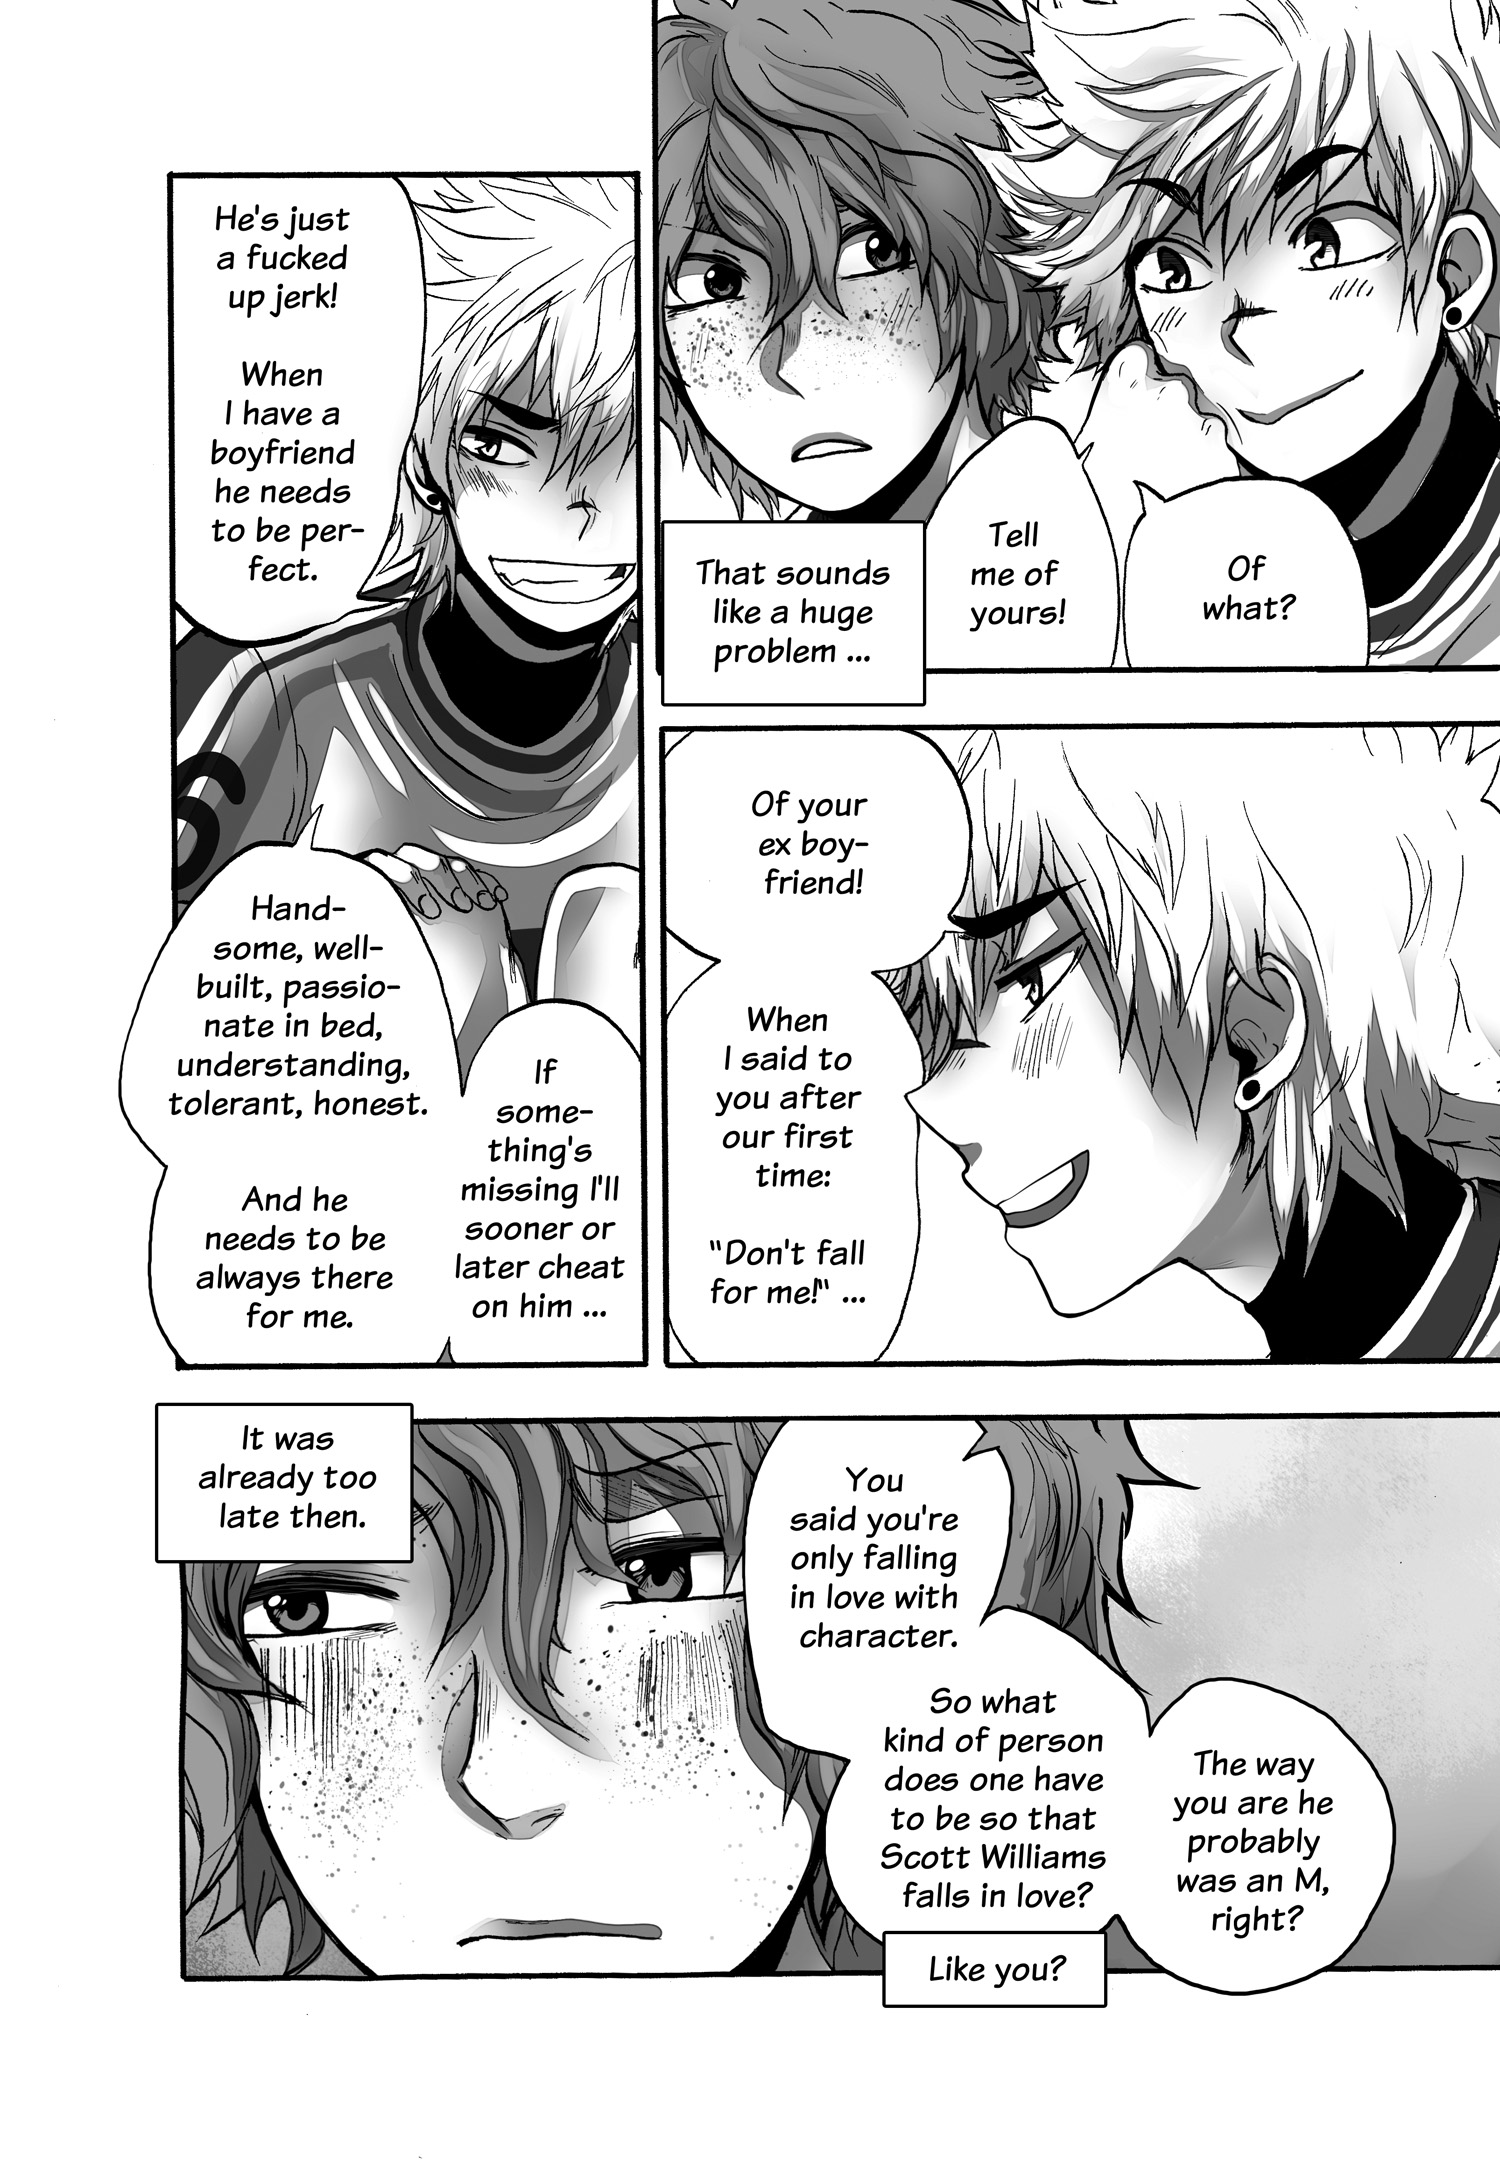 He's just
a fucked
up jerk!
When
I have a
boyfriend
he needs
to be per-
fect.
Hand-
some, well-
built, passio-
nate in bed,
understanding,
tolerant, honest.
And he
needs to be
always there
for me.
If
some-
thing's
missing I'll
sooner or
later cheat
on him ...
That sounds
like a huge
problem ...
Tell
me of
yours!
Of
what?
Of your
ex boy-
friend!
When
I said to
you after
our first
time:
"Don't fall
for me!" ...
It was
already too
late then.
You
said you're
only falling
in love with
character.
So what
kind of person
does one have
to be so that
Scott Williams
falls in love?
Like you?
The way
you are he
probably
was an M,
right?